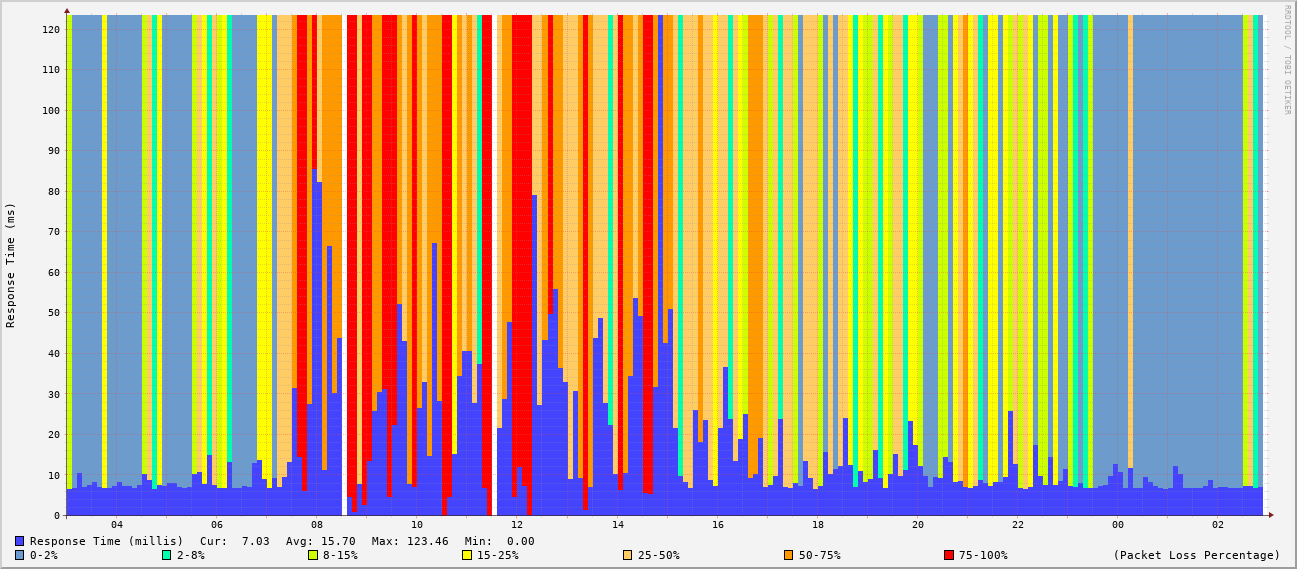 RRDTOOL / TOBI OETIKER
Response Time (ms)
120
110
100
90
80
70
60
50
40
30
20
10
0
04 06 08 10 12 14 16 18 20 22 00 02
Response Time (millis) Cur: 7.03 Avg: 15.70 Max: 123.46 Min: 0.00
0-2% 2-8% 8-15% 15-25% 25-50% 50-75% 75-100% (Packet Loss Percentage)